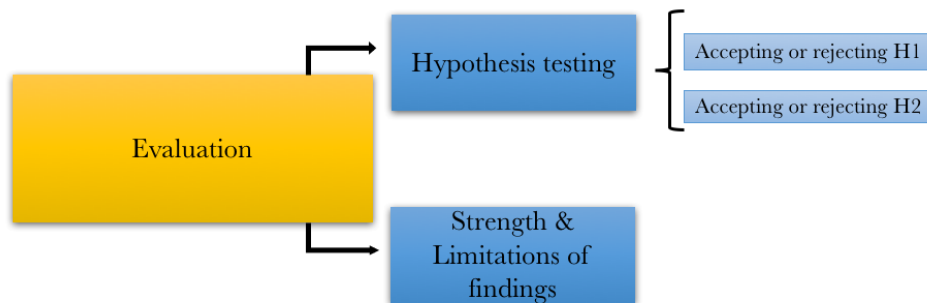 Evaluation
Hypothesis testing
Accepting or rejecting H1
Accepting or rejecting H2
Strength &
Limitations of
findings